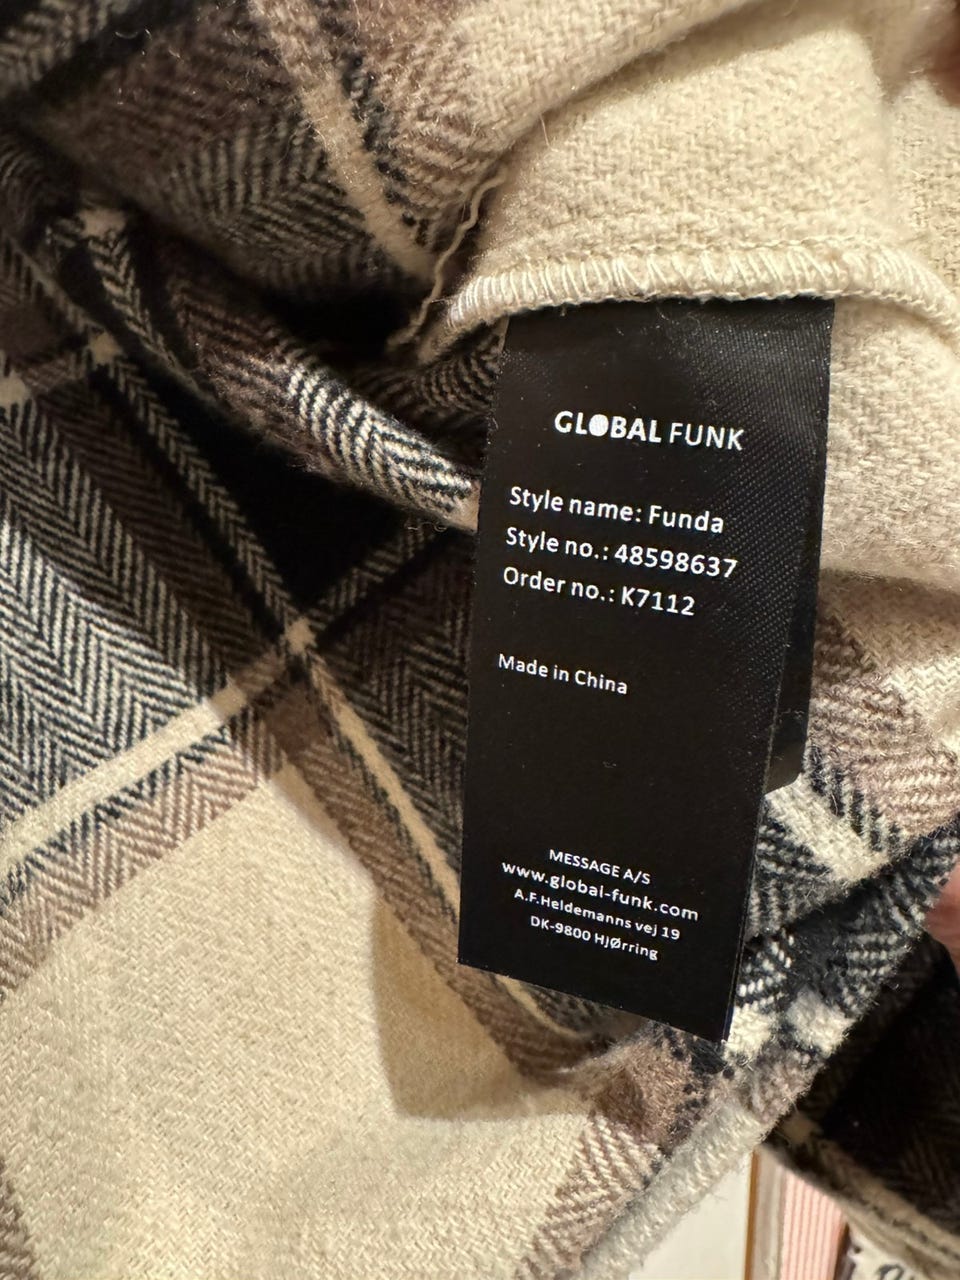 GLOBAL FUNK
Style name: Funda
Style no.: 48598637
Order no.: K7112
Made in China
MESSAGE A/S
www.global-funk.com
A.F.Heldemanns vej 19
DK-9800 HjØrring